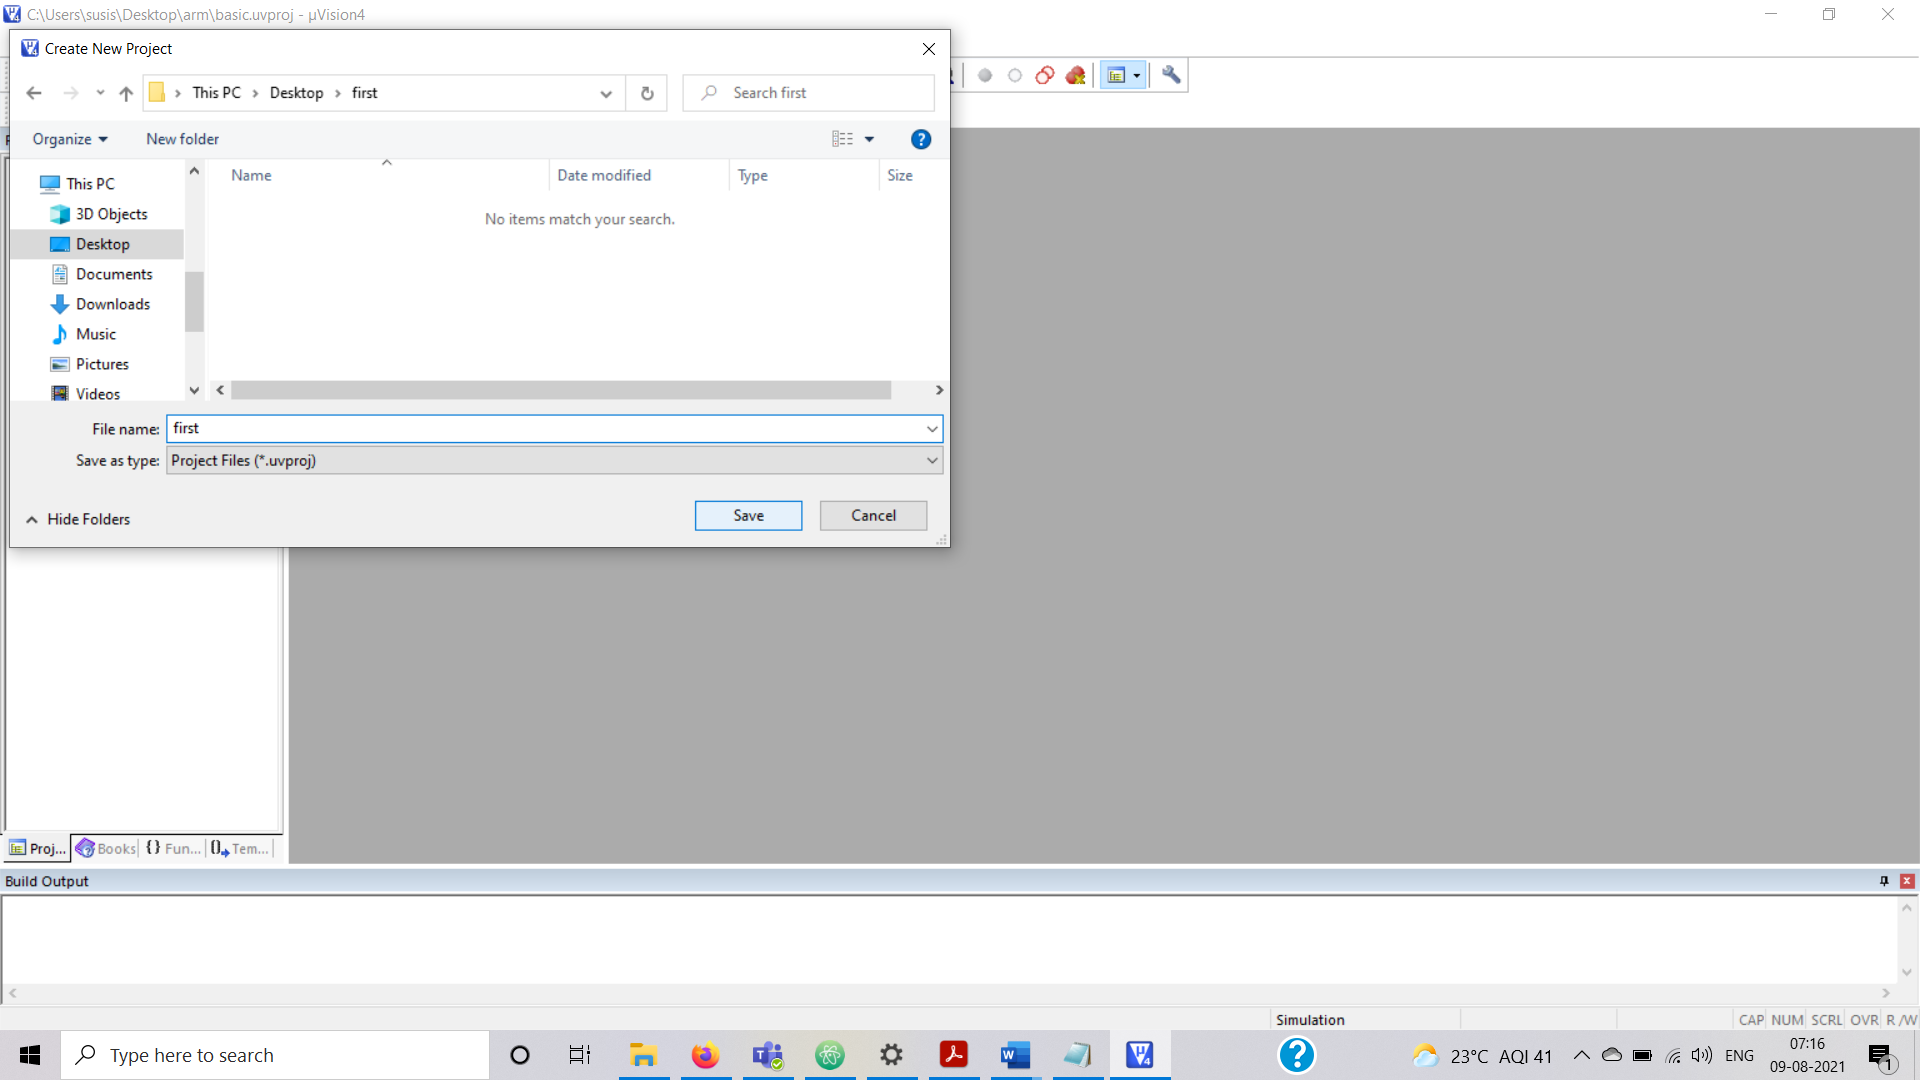 C:\Users\susis\Desktop\arm\basic.uvproj - µVision4
Create New Project
This PC > Desktop > first
Search first
Organize
New folder
Name
Date modified
Type
Size
No items match your search.
This PC
3D Objects
Desktop
Documents
Downloads
Music
Pictures
Videos
File name: first
Save as type: Project Files (*.uvproj)
Hide Folders
Save
Cancel
Proj... Books {} Fun... Tem...
Build Output
Simulation
CAP NUM SCRL OVR R/W
Type here to search
23°C AQI 41
ENG
07:16
09-08-2021
1